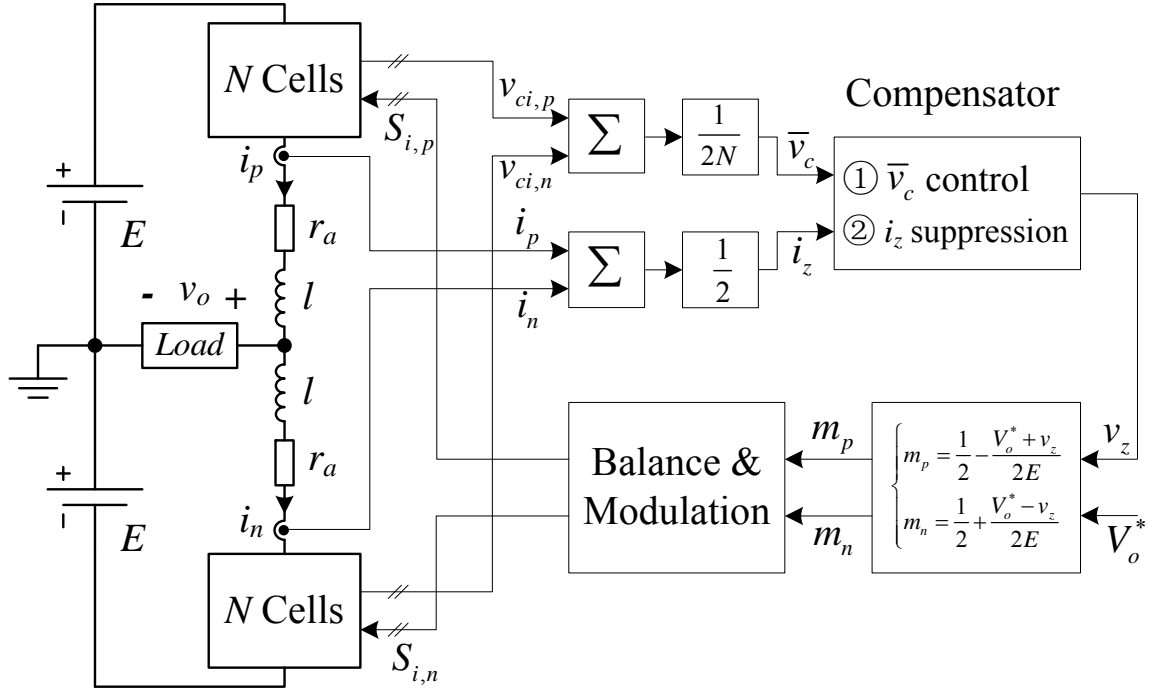 N Cells
S_{i,p}
i_p
r_a
l
E
- v_o +
Load
l
r_a
i_n
E
N Cells
S_{i,n}
v_{ci,p}
v_{ci,n}
∑
1/2N
\overline{v}_c
i_p
i_n
∑
1/2
i_z
Compensator
① \overline{v}_c control
② i_z suppression
v_z
V_o^*
m_p = 1/2 - (V_o^* + v_z)/2E
m_n = 1/2 + (V_o^* - v_z)/2E
m_p
m_n
Balance &
Modulation
+
-
+
-